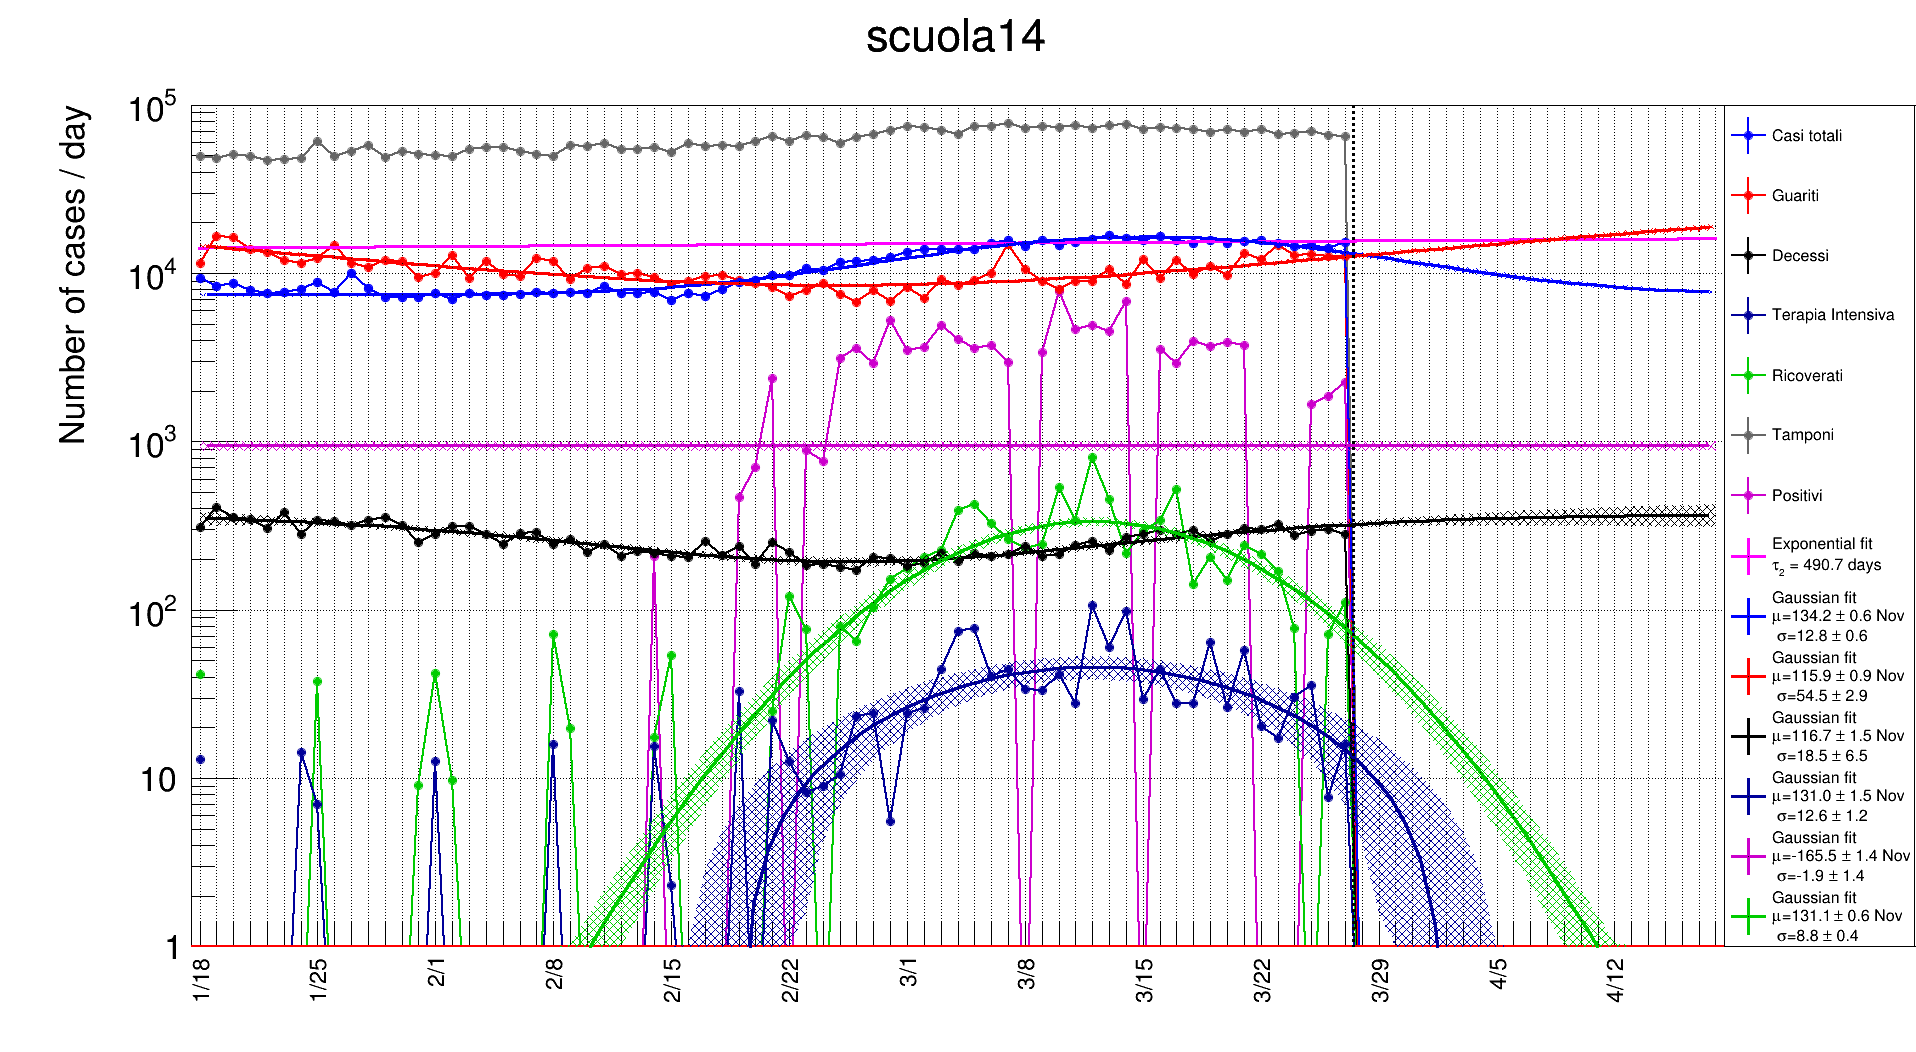 scuola14
Number of cases / day
10^5
10^4
10^3
10^2
10
1
1/18
1/25
2/1
2/8
2/15
2/22
3/1
3/8
3/15
3/22
3/29
4/5
4/12
Casi totali
Guariti
Decessi
Terapia Intensiva
Ricoverati
Tamponi
Positivi
Exponential fit
τ₂ = 490.7 days
Gaussian fit
μ=134.2 ± 0.6 Nov
σ=12.8 ± 0.6
Gaussian fit
μ=115.9 ± 0.9 Nov
σ=54.5 ± 2.9
Gaussian fit
μ=116.7 ± 1.5 Nov
σ=18.5 ± 6.5
Gaussian fit
μ=131.0 ± 1.5 Nov
σ=12.6 ± 1.2
Gaussian fit
μ=-165.5 ± 1.4 Nov
σ=-1.9 ± 1.4
Gaussian fit
μ=131.1 ± 0.6 Nov
σ=8.8 ± 0.4